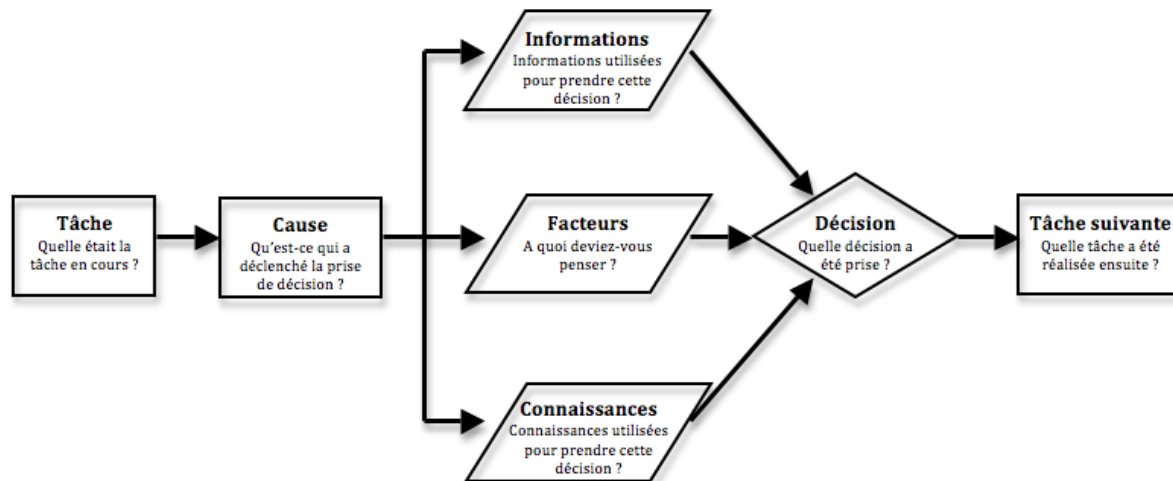 Tâche
Quelle était la
tâche en cours ?
Cause
Qu'est-ce qui a
déclenché la prise
de décision ?
Informations
Informations utilisées
pour prendre cette
décision ?
Facteurs
A quoi deviez-vous
penser ?
Connaissances
Connaissances utilisées
pour prendre cette
décision ?
Décision
Quelle décision a
été prise ?
Tâche suivante
Quelle tâche a été
réalisée ensuite ?